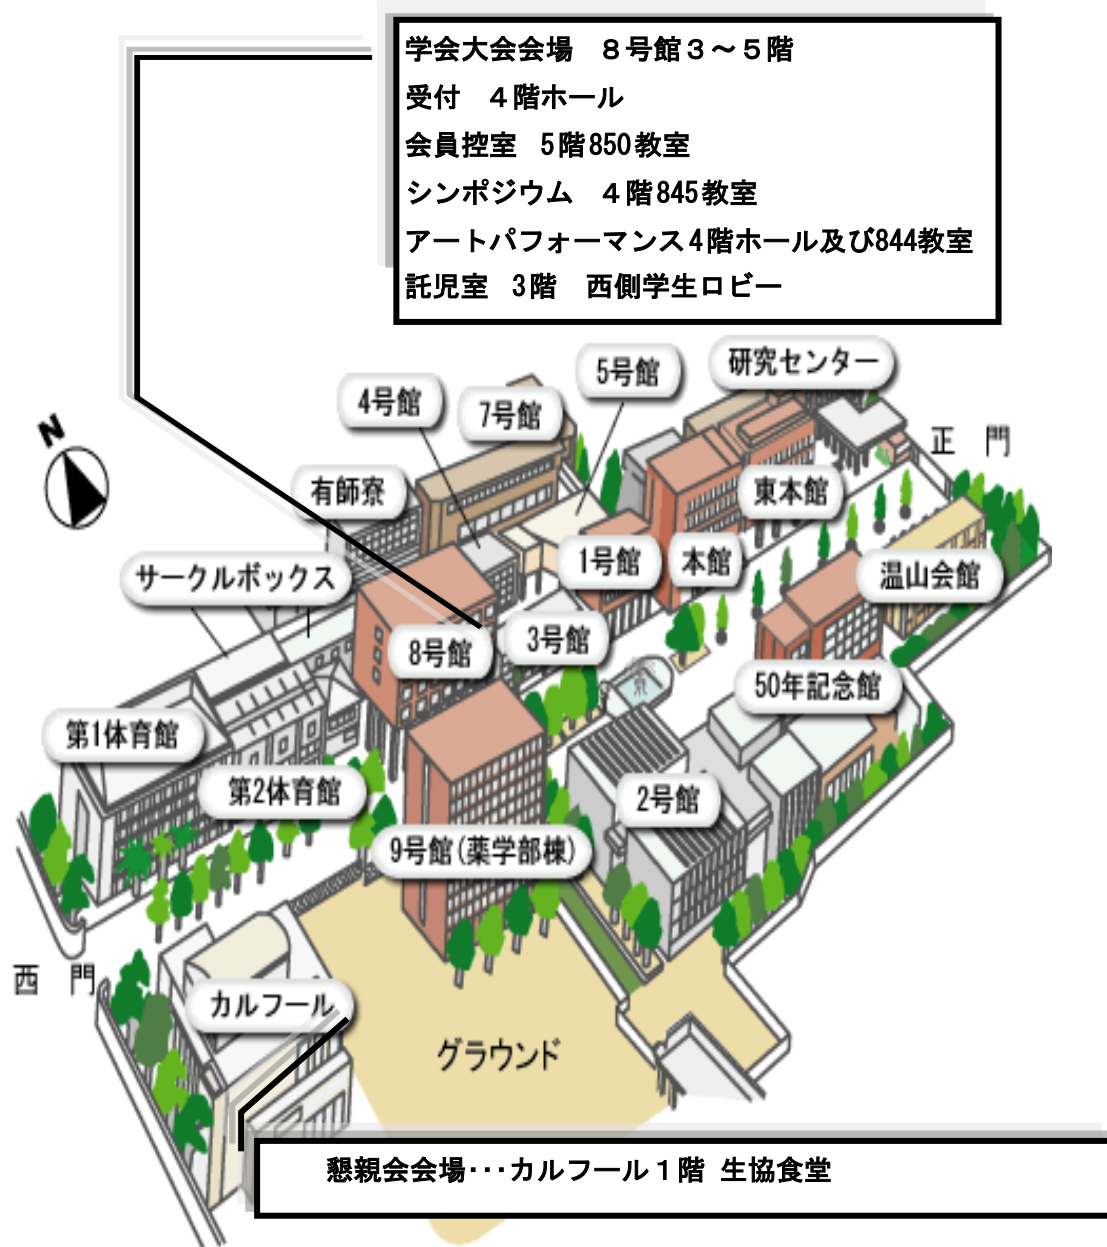 学会大会会場　８号館３～５階
受付　４階ホール
会員控室　5階850教室
シンポジウム　４階845教室
アートパフォーマンス4階ホール及び844教室
託児室　3階　西側学生ロビー
研究センター
5号館
4号館
7号館
N
正　門
有師寮
東本館
1号館
本館
サークルボックス
温山会館
8号館
3号館
50年記念館
第1体育館
第2体育館
2号館
9号館(薬学部棟)
西　門
カルフール
グラウンド
懇親会会場･･･カルフール１階 生協食堂